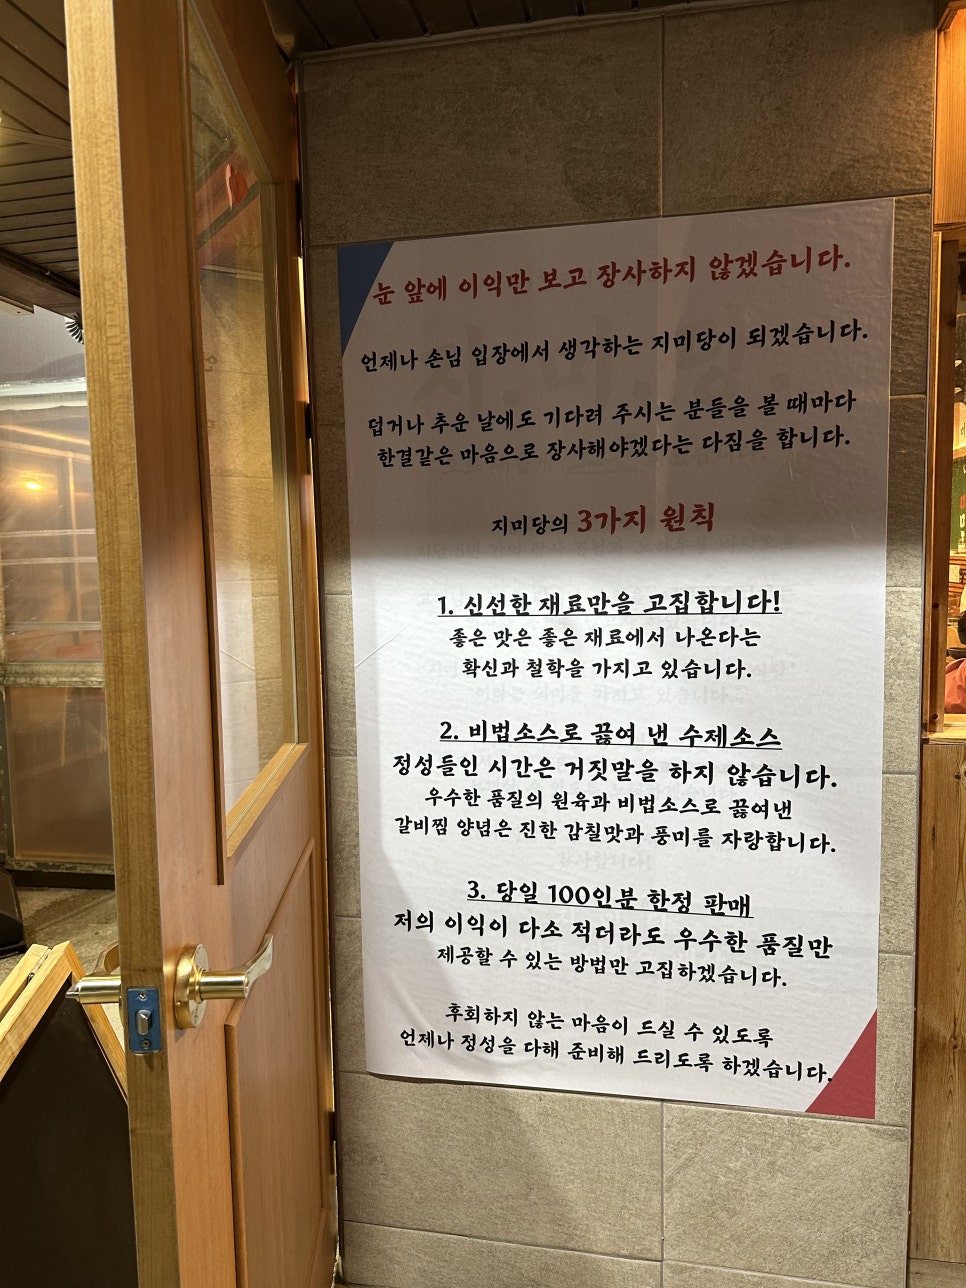 눈 앞에 이익만 보고 장사하지 않겠습니다.
언제나 손님 입장에서 생각하는 지미당이 되겠습니다.
덥거나 추운 날에도 기다려 주시는 분들을 볼 때마다
한결같은 마음으로 장사해야겠다는 다짐을 합니다.
지미당의 3가지 원칙
1. 신선한 재료만을 고집합니다!
좋은 맛은 좋은 재료에서 나온다는
확신과 철학을 가지고 있습니다.
2. 비법소스로 끓여 낸 수제소스
정성들인 시간은 거짓말을 하지 않습니다.
우수한 품질의 원육과 비법소스로 끓여낸
갈비찜 양념은 진한 감칠맛과 풍미를 자랑합니다.
3. 당일 100인분 한정 판매
저의 이익이 다소 적더라도 우수한 품질만
제공할 수 있는 방법만 고집하겠습니다.
후회하지 않는 마음이 드실 수 있도록
언제나 정성을 다해 준비해 드리도록 하겠습니다.